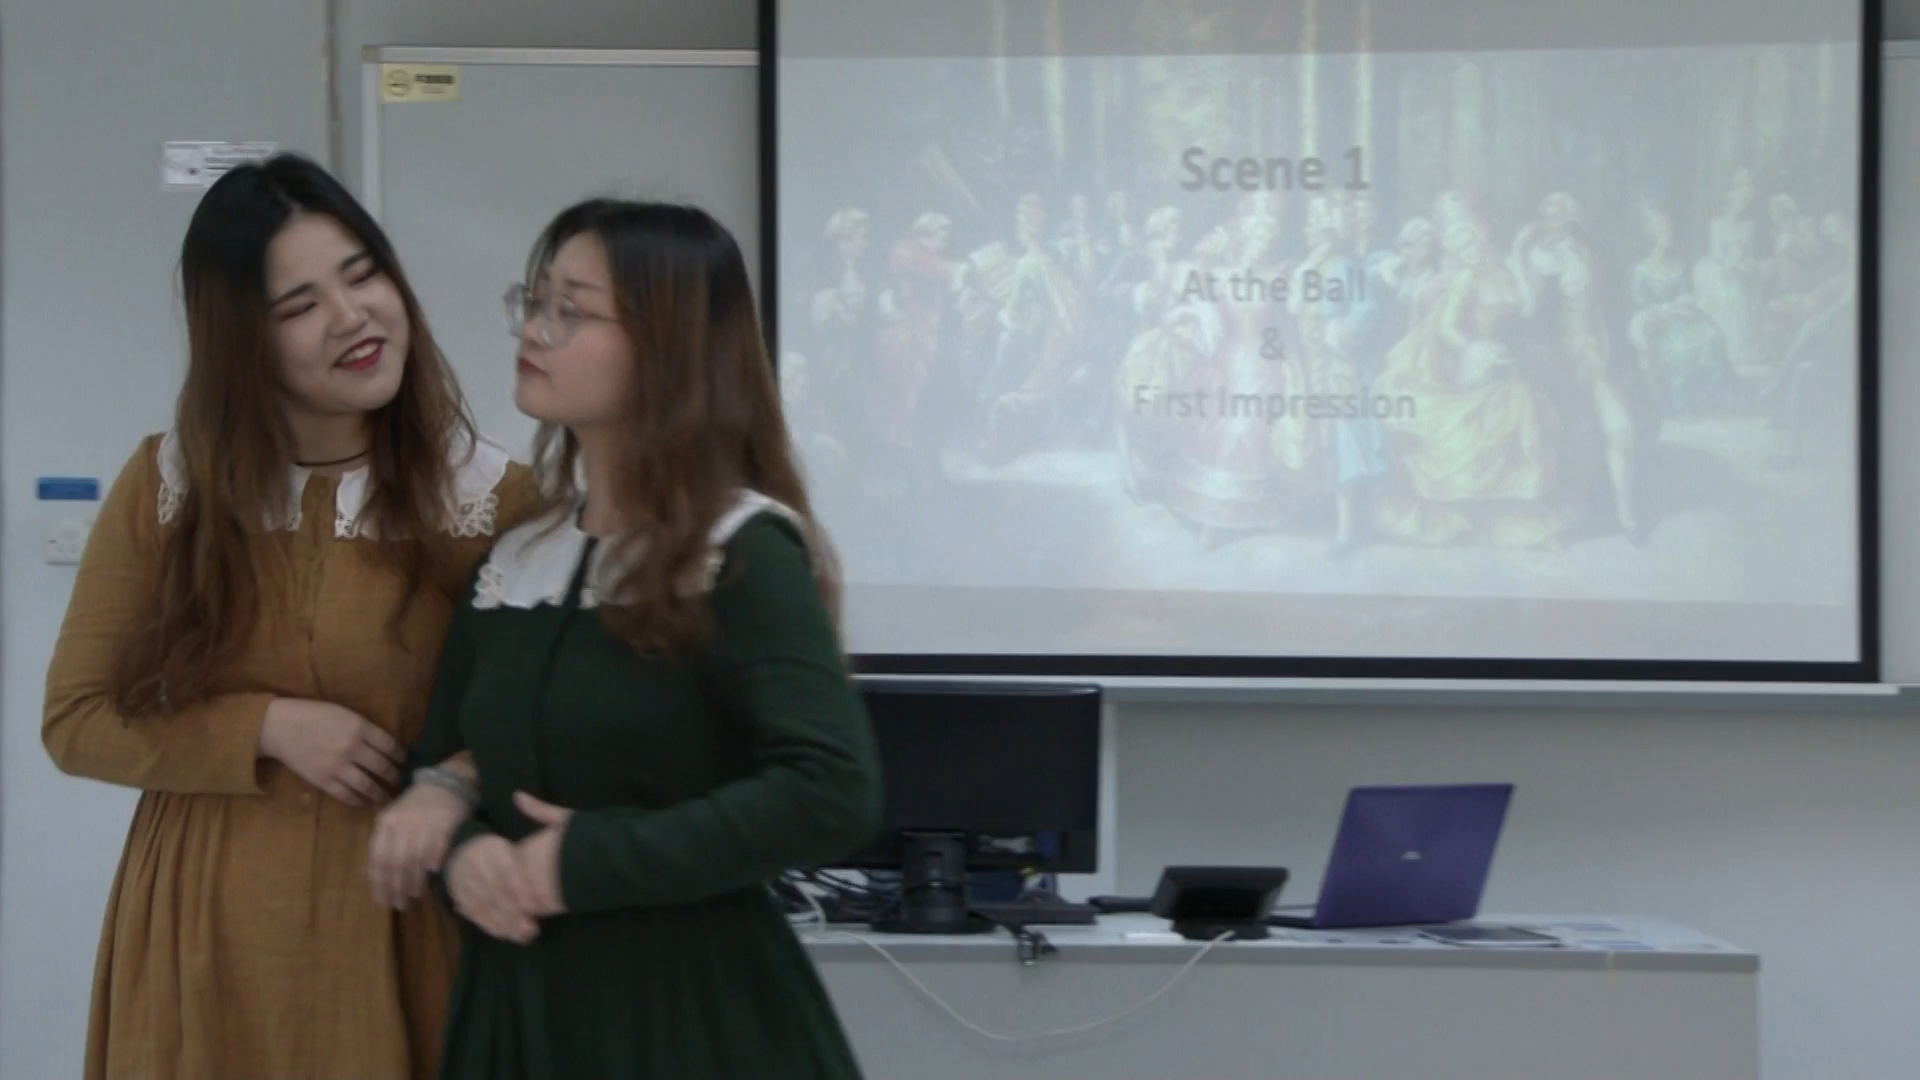 Scene 1
At the Ball
&
First Impression